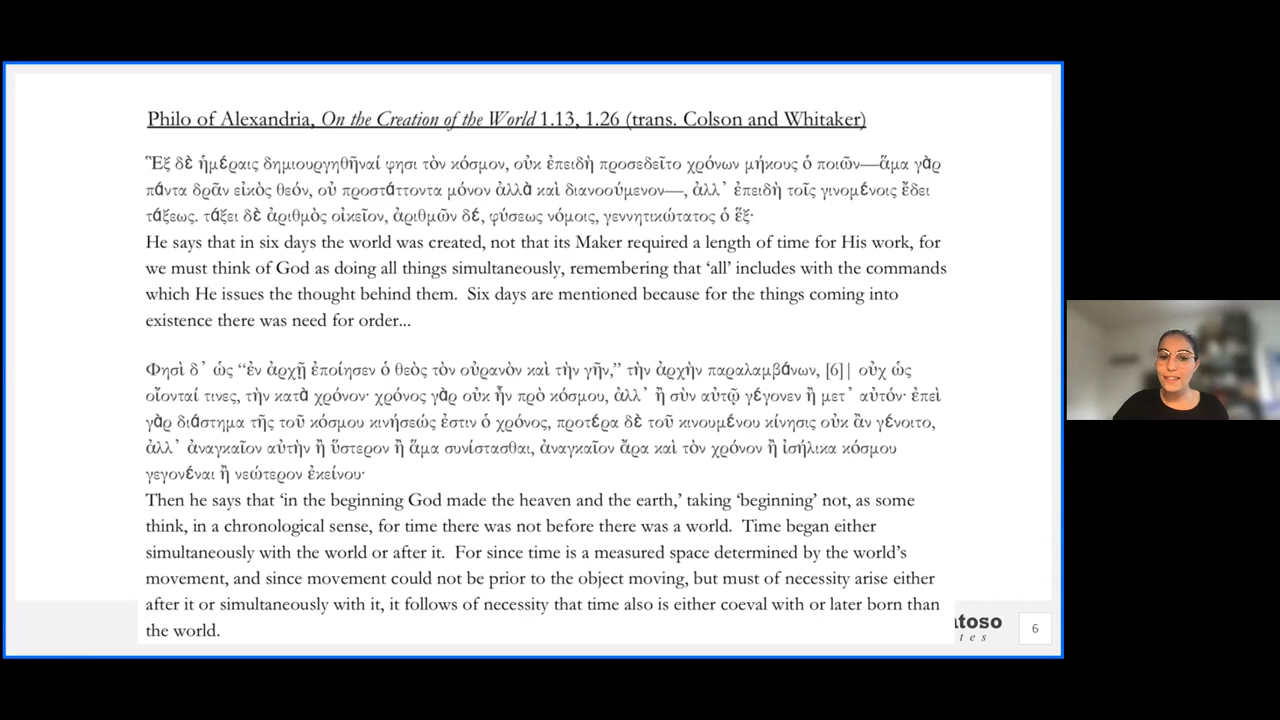 Philo of Alexandria, On the Creation of the World 1.13, 1.26 (trans. Colson and Whitaker)
Ἓξ δὲ ἡμέραις δημιουργηθῆναί φησι τὸν κόσμον, οὐκ ἐπειδὴ προσεδεῖτο χρόνων μήκους ὁ ποιῶν—ἅμα γὰρ
πάντα δρᾶν εἰκὸς θεόν, οὐ προστάττοντα μόνον ἀλλὰ καὶ διανοούμενον—, ἀλλ᾽ ἐπειδὴ τοῖς γινομένοις ἔδει
τάξεως. τάξει δὲ ἀριθμὸς οἰκεῖον, ἀριθμῶν δέ, φύσεως νόμοις, γεννητικώτατος ὁ ἕξ·
He says that in six days the world was created, not that its Maker required a length of time for His work, for
we must think of God as doing all things simultaneously, remembering that ‘all’ includes with the commands
which He issues the thought behind them. Six days are mentioned because for the things coming into
existence there was need for order...
Φησὶ δ᾽ ὡς “ἐν ἀρχῇ ἐποίησεν ὁ θεὸς τὸν οὐρανὸν καὶ τὴν γῆν,” τὴν ἀρχὴν παραλαμβάνων, [6]| οὐχ ὡς
οἴονταί τινες, τὴν κατὰ χρόνον· χρόνος γὰρ οὐκ ἦν πρὸ κόσμου, ἀλλ᾽ ἢ σὺν αὐτῷ γέγονεν ἢ μετ᾽ αὐτόν· ἐπεὶ
γὰρ διάστημα τῆς τοῦ κόσμου κινήσεώς ἐστιν ὁ χρόνος, προτέρα δὲ τοῦ κινουμένου κίνησις οὐκ ἂν γένοιτο,
ἀλλ᾽ ἀναγκαῖον αὐτὴν ἢ ὕστερον ἢ ἅμα συνίστασθαι, ἀναγκαῖον ἄρα καὶ τὸν χρόνον ἢ ἰσήλικα κόσμου
γεγονέναι ἢ νεώτερον ἐκείνου·
Then he says that ‘in the beginning God made the heaven and the earth,’ taking ‘beginning’ not, as some
think, in a chronological sense, for time there was not before there was a world. Time began either
simultaneously with the world or after it. For since time is a measured space determined by the world’s
movement, and since movement could not be prior to the object moving, but must of necessity arise either
after it or simultaneously with it, it follows of necessity that time also is either coeval with or later born than
the world.
6